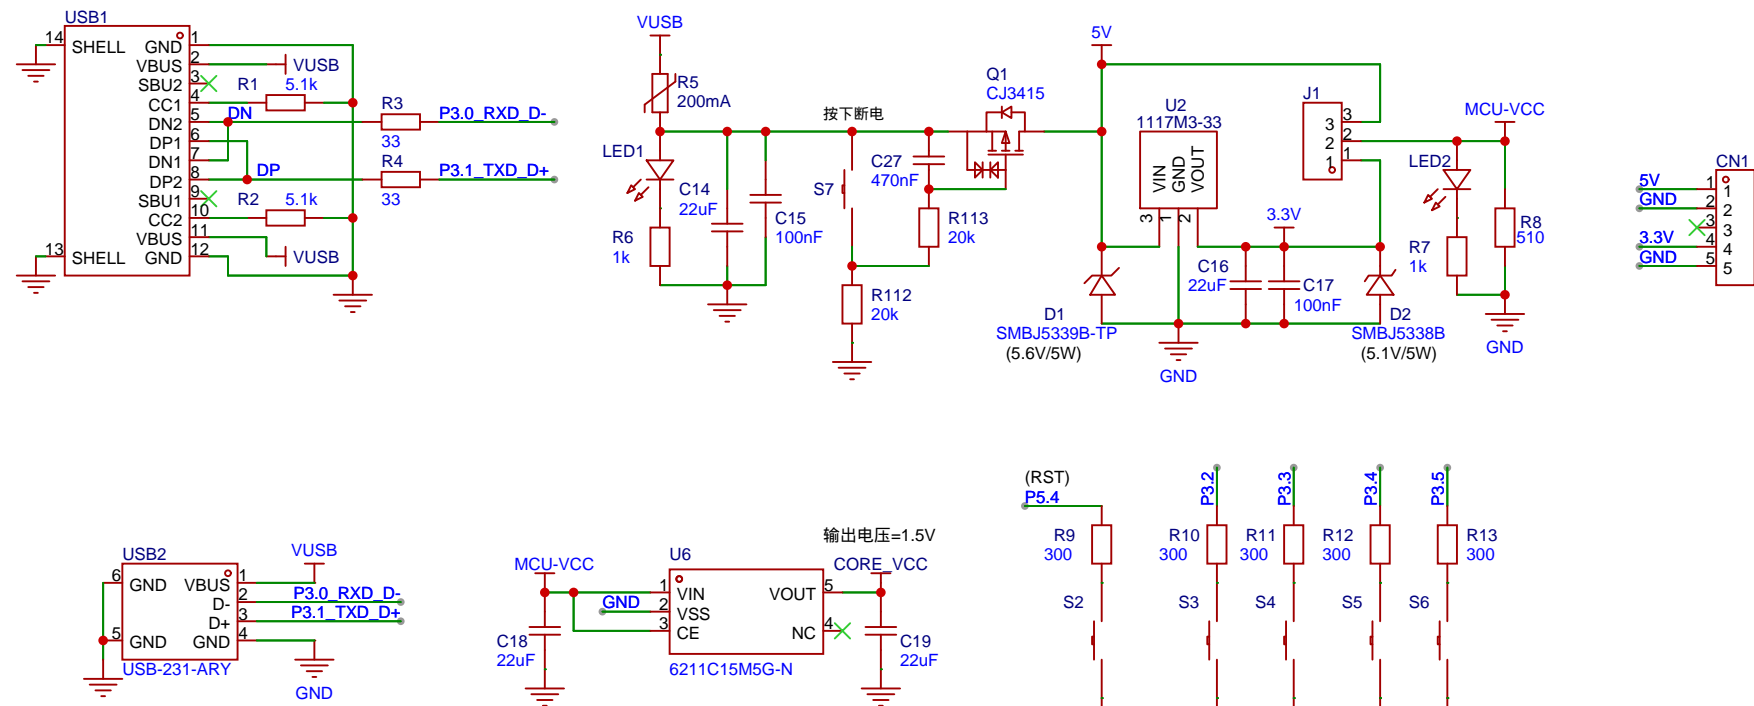 USB1
14
SHELL
GND
1
VBUS
2
VUSB
SBU2
3
R1
5.1k
CC1
4
DN2
5
DN
R3
33
P3.0_RXD_D-
DP1
6
DN1
7
DP2
8
DP
R4
33
P3.1_TXD_D+
SBU1
9
R2
5.1k
CC2
10
VBUS
11
VUSB
13
SHELL
GND
12
VUSB
R5
200mA
LED1
R6
1k
C14
22uF
C15
100nF
按下断电
S7
C27
470nF
R113
20k
R112
20k
Q1
CJ3415
5V
U2
1117M3-33
VIN
GND
VOUT
3
1
2
D1
SMBJ5339B-TP
(5.6V/5W)
GND
3.3V
C16
22uF
C17
100nF
D2
SMBJ5338B
(5.1V/5W)
J1
3
3
2
2
1
1
MCU-VCC
LED2
R7
1k
R8
510
GND
CN1
5V
1
1
GND
2
2
3
3
3.3V
4
4
GND
5
5
USB2
6
GND
VBUS
1
VUSB
D-
2
P3.0_RXD_D-
D+
3
P3.1_TXD_D+
5
GND
GND
4
USB-231-ARY
GND
MCU-VCC
C18
22uF
U6
1
VIN
GND
2
VSS
3
CE
VOUT
5
NC
4
6211C15M5G-N
输出电压=1.5V
CORE_VCC
C19
22uF
(RST)
P5.4
R9
300
S2
P3.2
R10
300
S3
P3.3
R11
300
S4
P3.4
R12
300
S5
P3.5
R13
300
S6